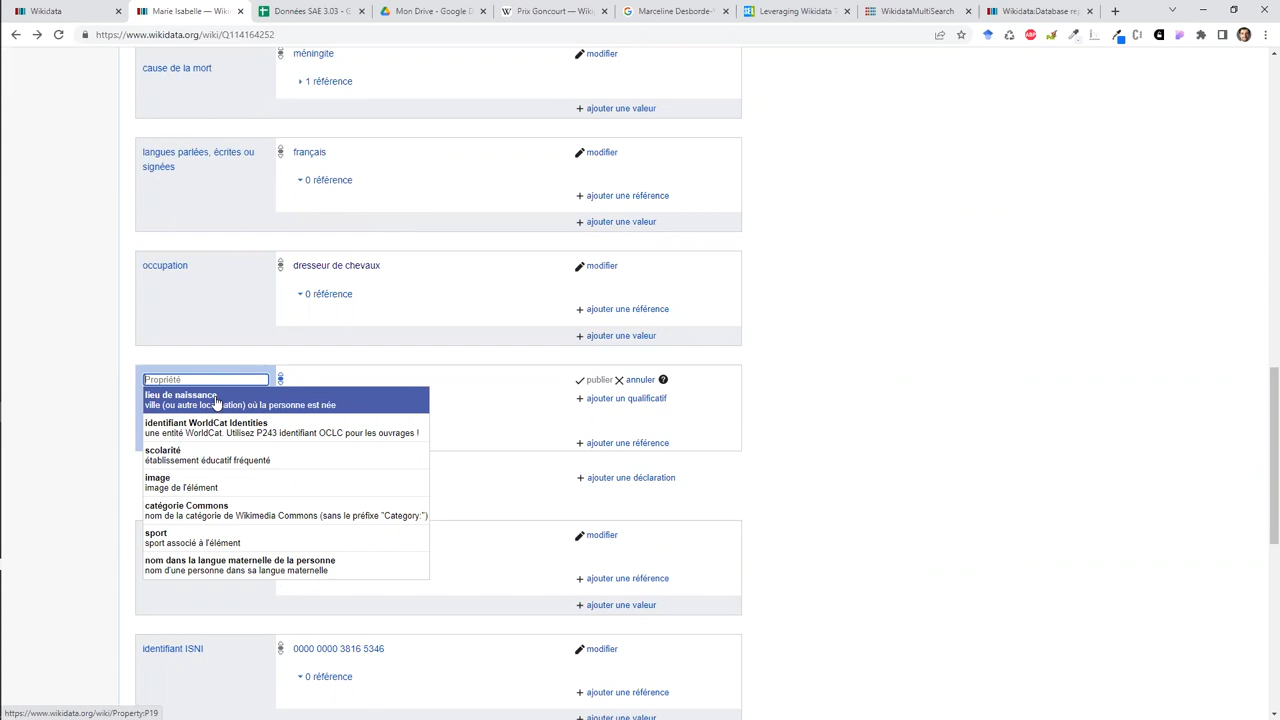 Wikidata
Marie Isabelle — Wiki
Données SAE 3.03 - G
Mon Drive - Google D
Prix Goncourt — Wikip
Marceline Desborde-V
Leveraging Wikidata T
WikidataMultiSearch
Wikidata:Database rep
https://www.wikidata.org/wiki/Q114164252
cause de la mort
méningite
modifier
1 référence
+ ajouter une valeur
langues parlées, écrites ou
signées
français
modifier
0 référence
+ ajouter une référence
+ ajouter une valeur
occupation
dresseur de chevaux
modifier
0 référence
+ ajouter une référence
+ ajouter une valeur
Propriété
publier
annuler
lieu de naissance
ville (ou autre localisation) où la personne est née
+ ajouter un qualificatif
identifiant WorldCat Identities
une entité WorldCat. Utilisez P243 identifiant OCLC pour les ouvrages !
+ ajouter une référence
scolarité
établissement éducatif fréquenté
image
image de l'élément
+ ajouter une déclaration
catégorie Commons
nom de la catégorie de Wikimedia Commons (sans le préfixe "Category:")
sport
sport associé à l'élément
modifier
nom dans la langue maternelle de la personne
nom d'une personne dans sa langue maternelle
+ ajouter une référence
+ ajouter une valeur
identifiant ISNI
0000 0000 3816 5346
modifier
0 référence
+ ajouter une référence
https://www.wikidata.org/wiki/Property:P19
+ ajouter une valeur